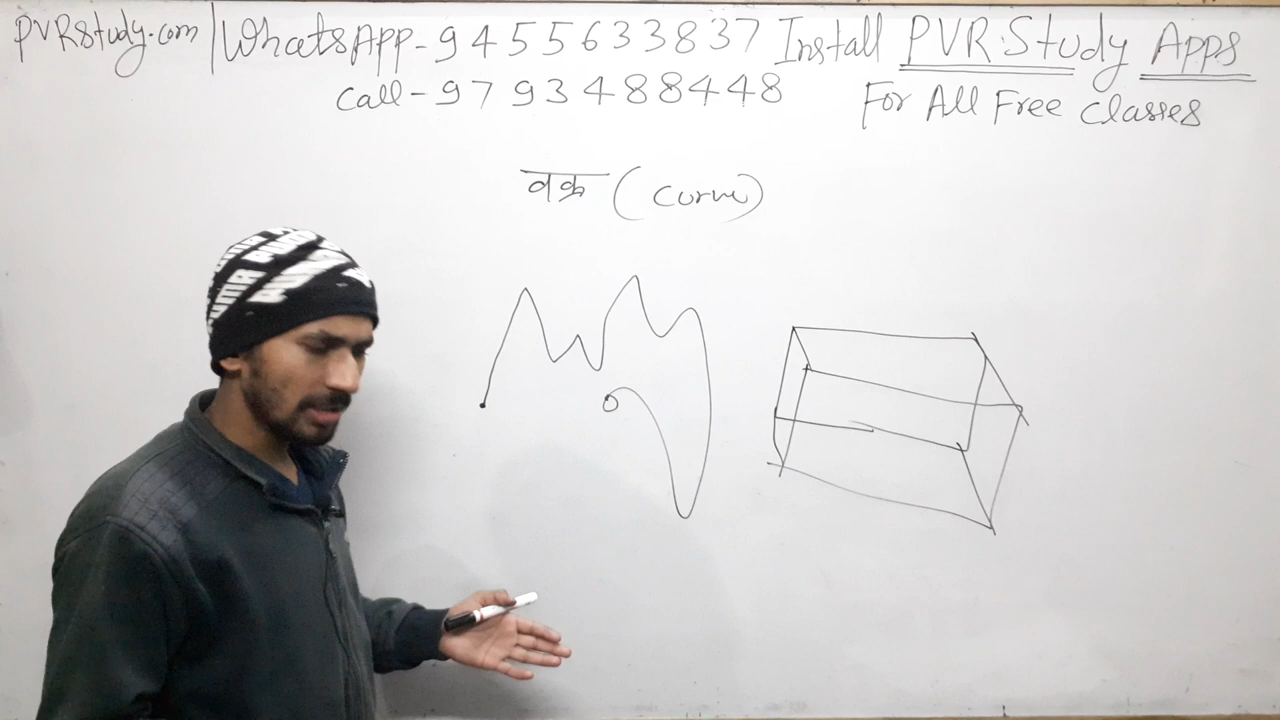 PVRStudy.com | WhatsApp - 9455633837 Install PVR Study Apps
Call - 9793488448 For All Free Classes
वक्र (Curve)